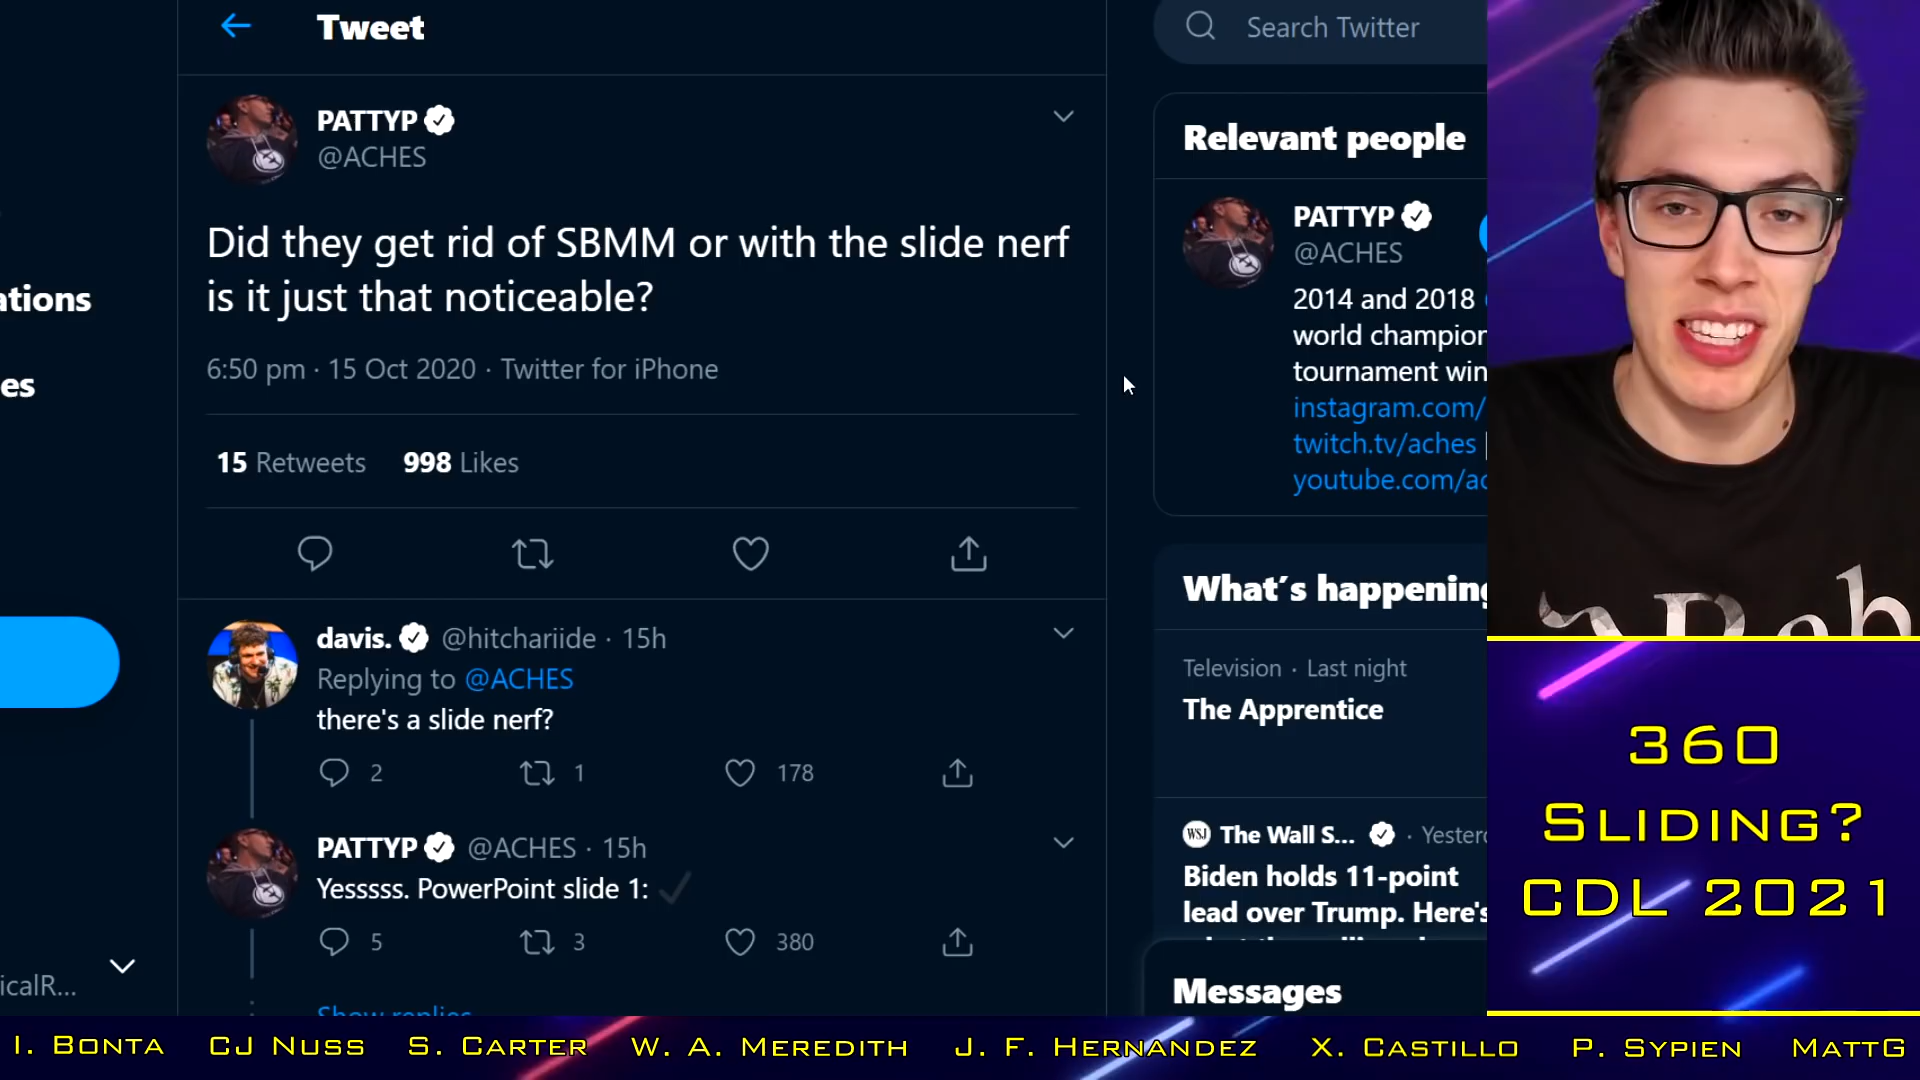 Tweet
PATTYP
@ACHES
Did they get rid of SBMM or with the slide nerf
is it just that noticeable?
6:50 pm · 15 Oct 2020 · Twitter for iPhone
15 Retweets 998 Likes
davis. @hitchariide · 15h
Replying to @ACHES
there's a slide nerf?
2 1 178
PATTYP @ACHES · 15h
Yesssss. PowerPoint slide 1:
5 3 380
Show replies
ations
es
icalR...
Search Twitter
Relevant people
PATTYP
@ACHES
2014 and 2018
world champion
tournament win
instagram.com/
twitch.tv/aches |
youtube.com/ac
What's happening
Television · Last night
The Apprentice
WSJ The Wall S... · Yester
Biden holds 11-point
lead over Trump. Here's
Messages
360
Sliding?
CDL 2021
I. Bonta CJ Nuss S. Carter W. A. Meredith J. F. Hernandez X. Castillo P. Sypien MattG